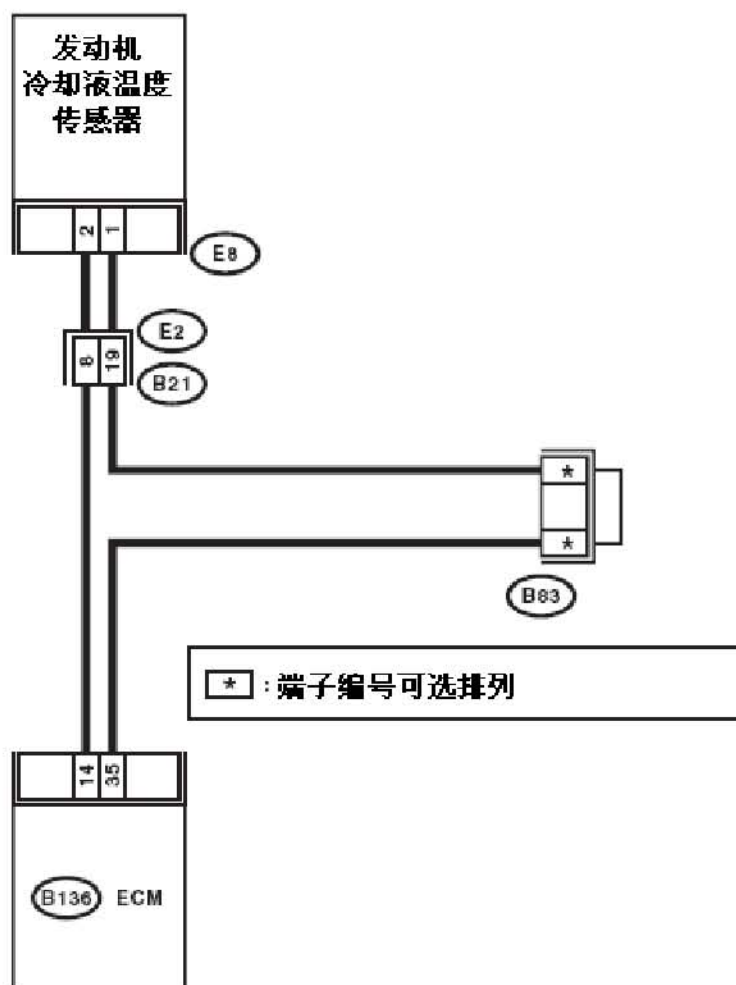 发动机
冷却液温度
传感器
2 1
E8
E2
8 19
B21
*
*
B83
* : 端子编号可选排列
14 35
B136 ECM